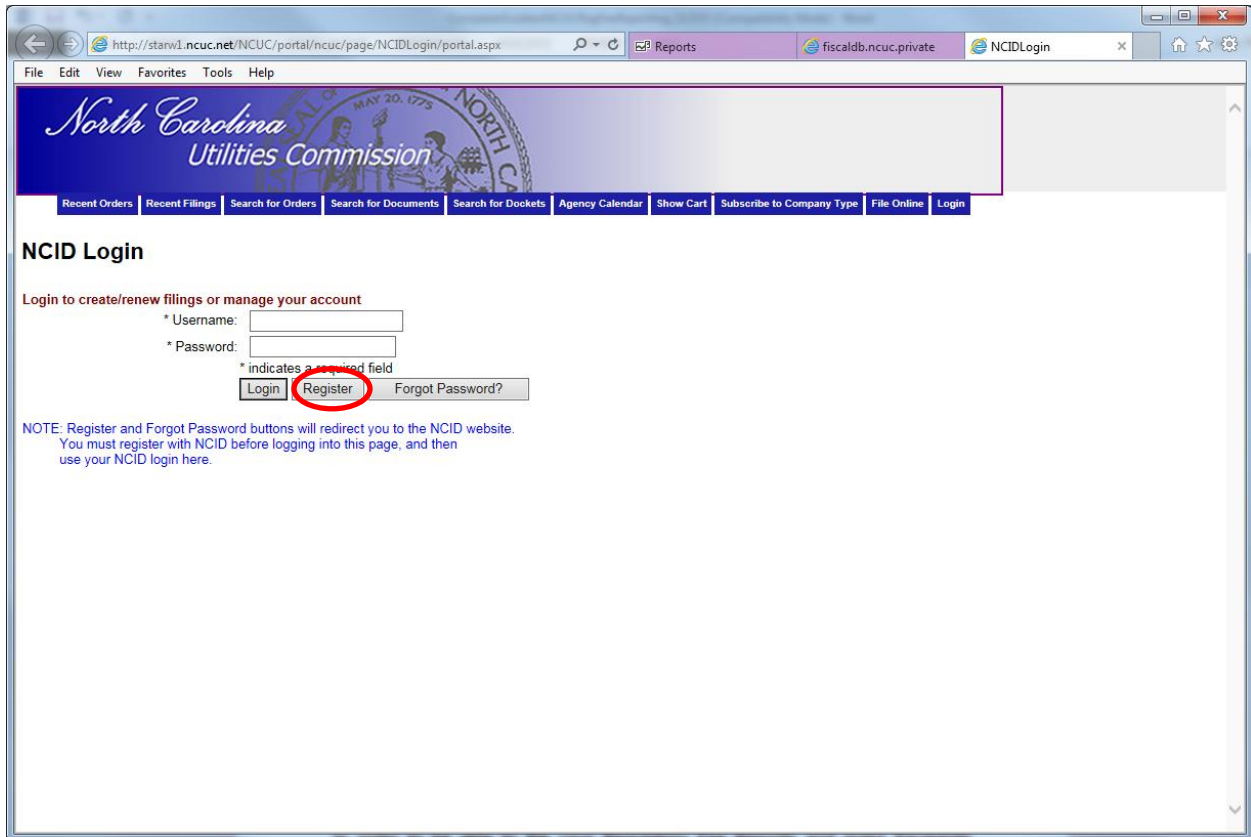 http://starw1.ncuc.net/NCUC/portal/ncuc/page/NCIDLogin/portal.aspx Reports fiscaldb.ncuc.private NCIDLogin
File Edit View Favorites Tools Help
MAY 20. 1775
North Carolina
Utilities Commission
Recent Orders Recent Filings Search for Orders Search for Documents Search for Dockets Agency Calendar Show Cart Subscribe to Company Type File Online Login
NCID Login
Login to create/renew filings or manage your account
* Username:
* Password:
* indicates a required field
Login Register Forgot Password?
NOTE: Register and Forgot Password buttons will redirect you to the NCID website.
You must register with NCID before logging into this page, and then
use your NCID login here.